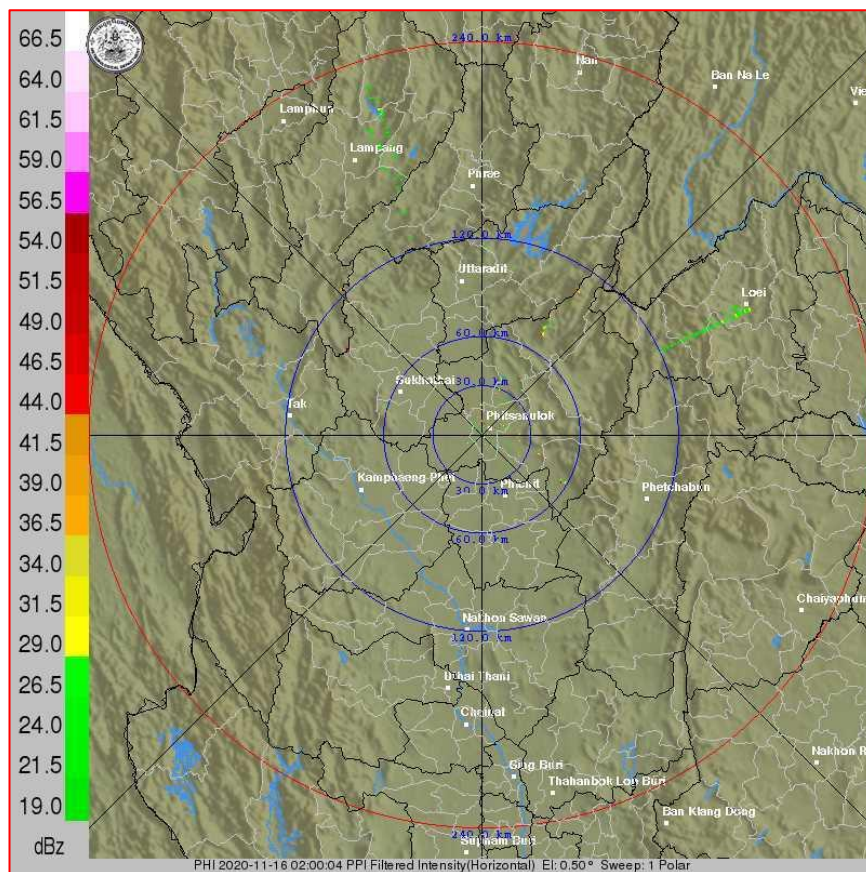 66.5
64.0
61.5
59.0
56.5
54.0
51.5
49.0
46.5
44.0
41.5
39.0
36.5
34.0
31.5
29.0
26.5
24.0
21.5
19.0
dBz
240.0 km
Nan
Ban Na Le
Vie
Lamphun
Lampang
Phrae
120.0 km
Uttaradit
Loei
60.0 km
30.0 km
Sukhothai
Tak
Phitsanulok
Kamphaeng Phet
Phichit
30.0 km
Phetchabun
60.0 km
Chaiyaphum
Nakhon Sawan
120.0 km
Uthai Thani
Chainat
Nakhon R
Sing Buri
Thahanbok Lop Buri
Ban Klang Dong
240.0 km
Suphan Buri
PHI 2020-11-16 02:00:04 PPI Filtered Intensity(Horizontal) El: 0.50° Sweep: 1 Polar